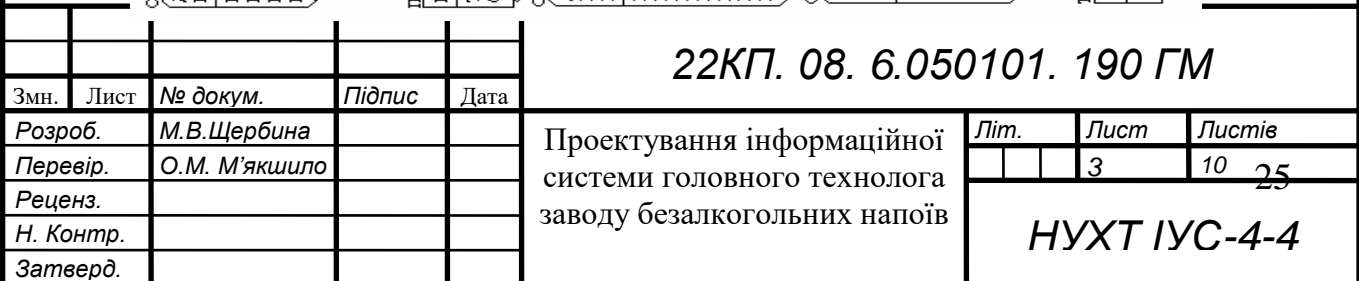 22КП. 08. 6.050101. 190 ГМ
Змн. Лист № докум. Підпис Дата
Розроб. М.В.Щербина
Перевір. О.М. М’якшило
Реценз.
Н. Контр.
Затверд.
Проектування інформаційної
системи головного технолога
заводу безалкогольних напоїв
Літ. Лист Листів
3 10
25
НУХТ ІУС-4-4